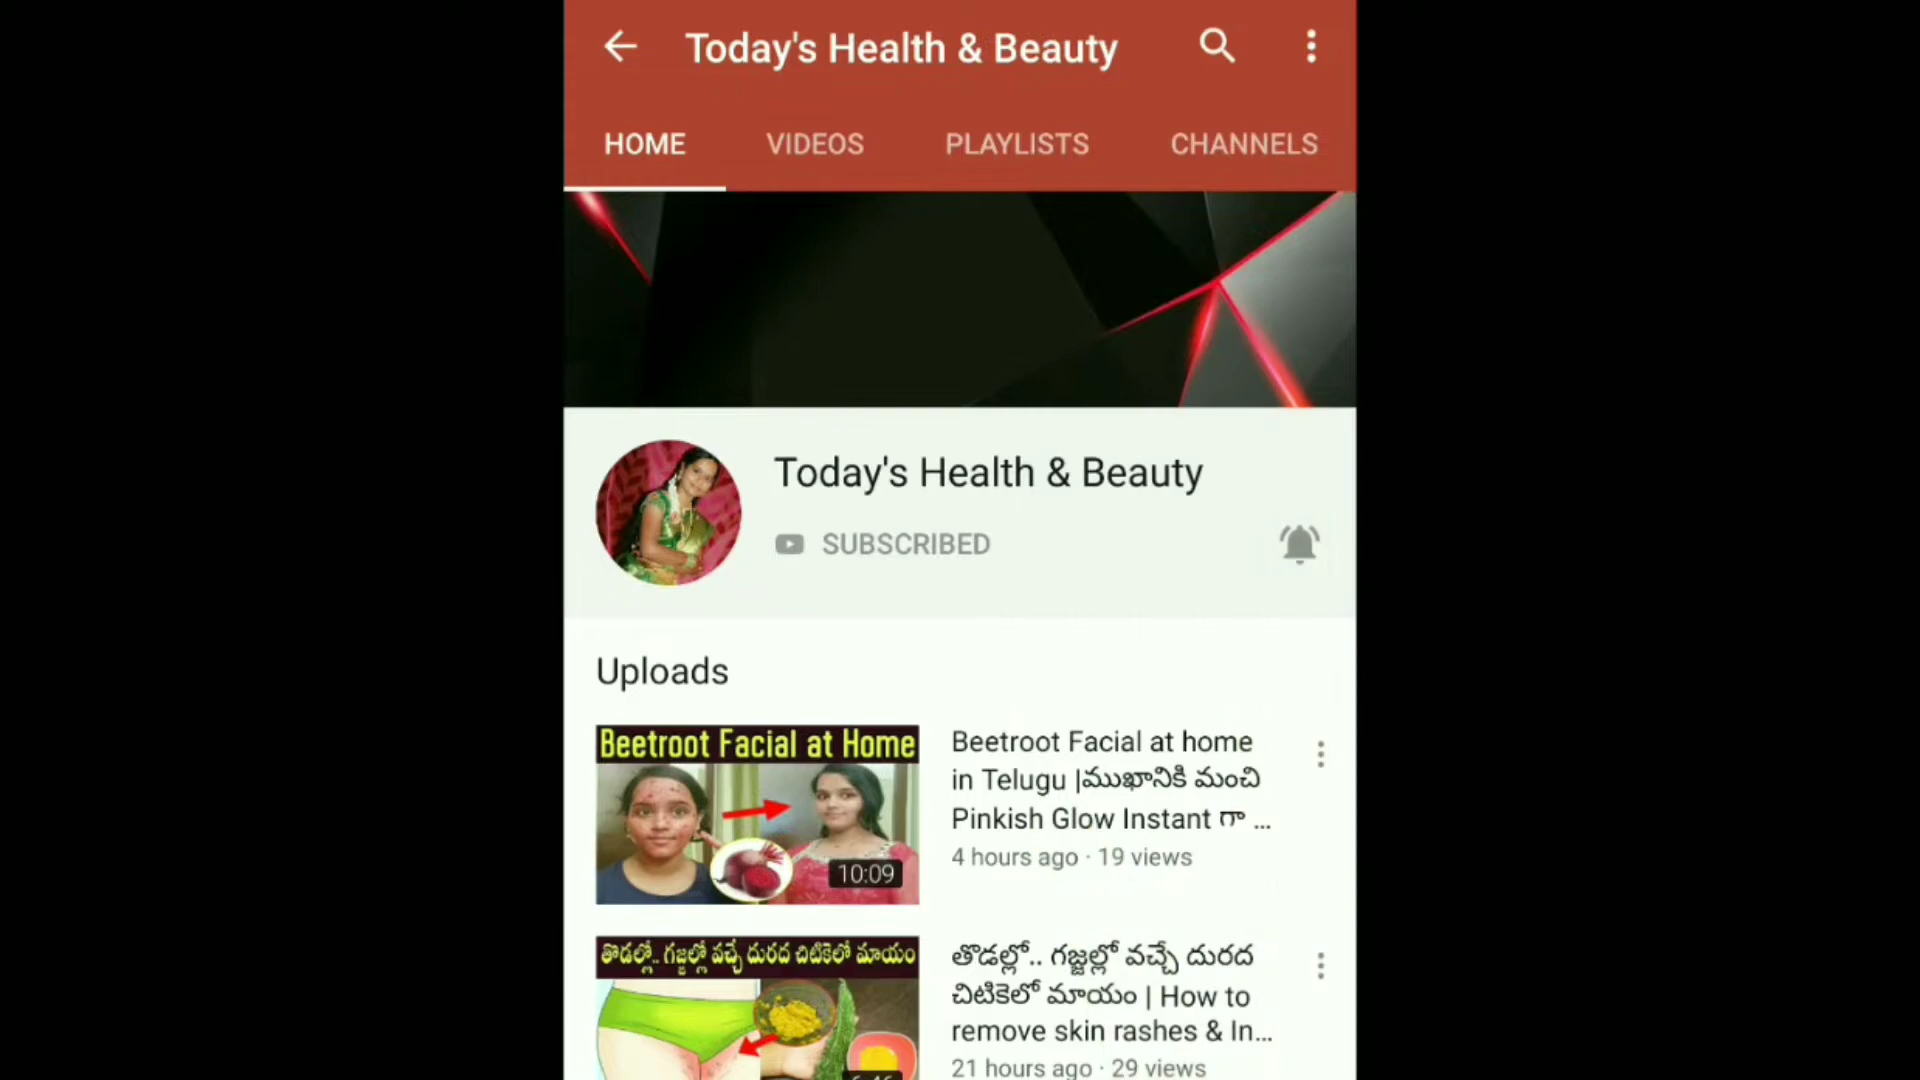 Today's Health & Beauty
HOME VIDEOS PLAYLISTS CHANNELS
Today's Health & Beauty
SUBSCRIBED
Uploads
Beetroot Facial at Home
10:09
Beetroot Facial at home
in Telugu |ముఖానికి మంచి
Pinkish Glow Instant గా ...
4 hours ago · 19 views
తొడల్లో.. గజ్జల్లో వచ్చే దురద చిటికెలో మాయం
తొడల్లో.. గజ్జల్లో వచ్చే దురద
చిటికెలో మాయం | How to
remove skin rashes & In...
21 hours ago · 29 views